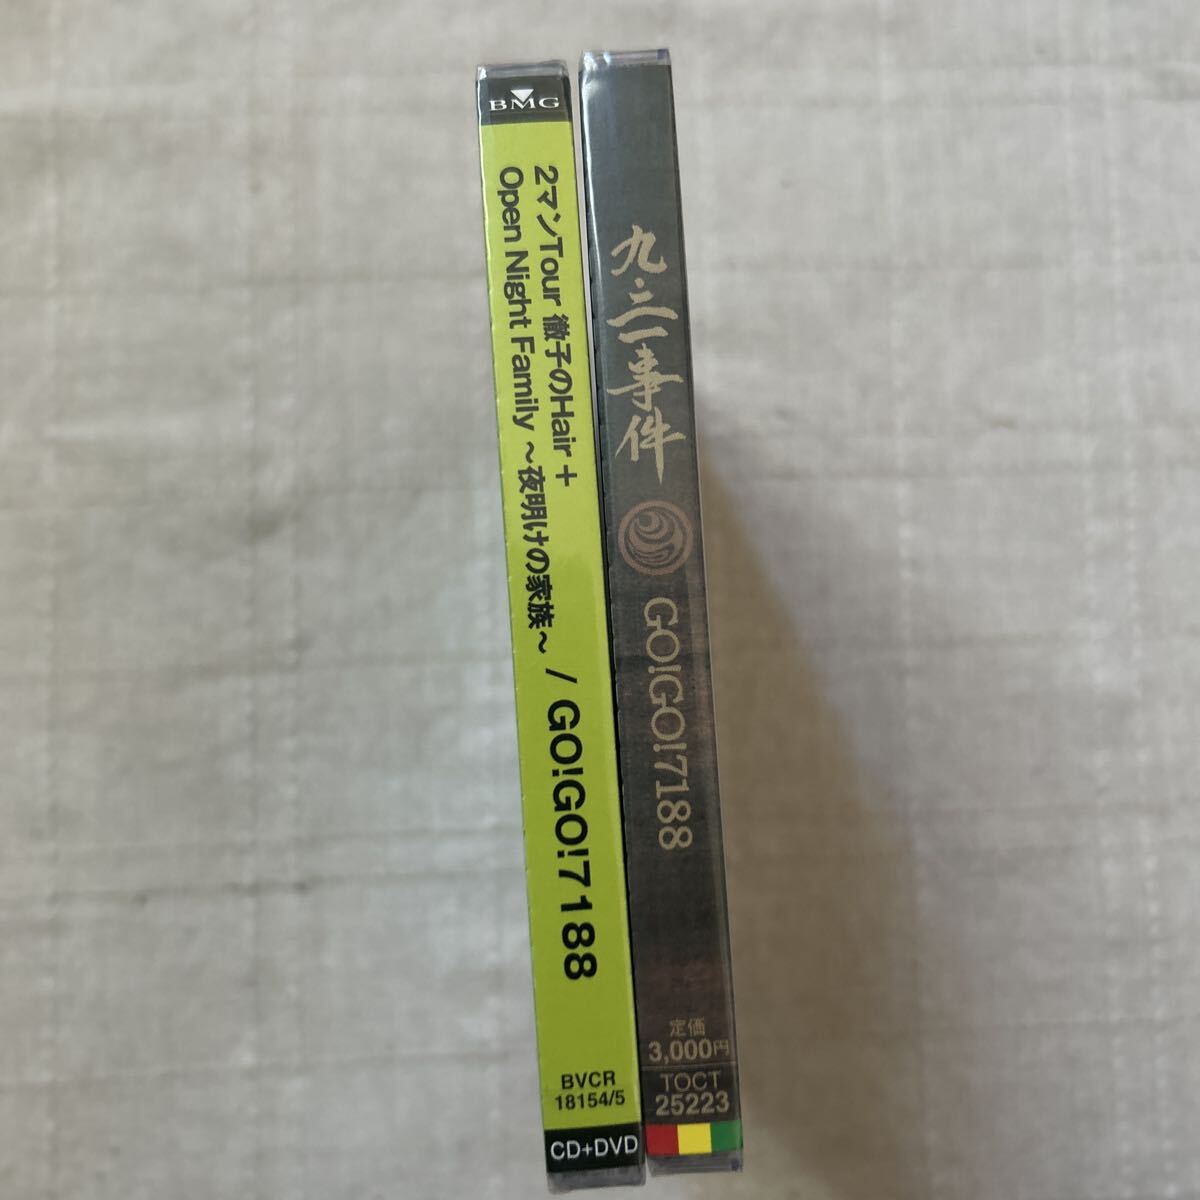 BMG
2マンTour 徹子のHair +
Open Night Family ～夜明けの家族～ / GO!GO!7188
BVCR
18154/5
CD+DVD
九・二一事件
GO!GO!7188
定価
3,000円
TOCT
25223